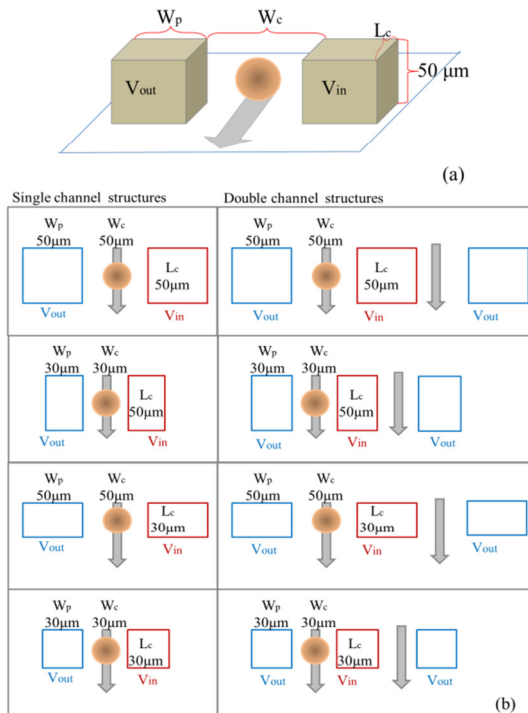 Wp Wc
Lc
50 µm
Vout Vin
(a)
Single channel structures Double channel structures
Wp Wc Wp Wc
50µm 50µm 50µm 50µm
Lc Lc
50µm 50µm
Vout Vin Vout Vin Vout
Wp Wc Wp Wc
30µm 30µm 30µm 30µm
Lc Lc
50µm 50µm
Vout Vin Vout Vin Vout
Wp Wc Wp Wc
50µm 50µm 50µm 50µm
Lc Lc
30µm 30µm
Vout Vin Vout Vin Vout
Wp Wc Wp Wc
30µm 30µm 30µm 30µm
Lc Lc
30µm 30µm
Vout Vin Vout Vin Vout
(b)